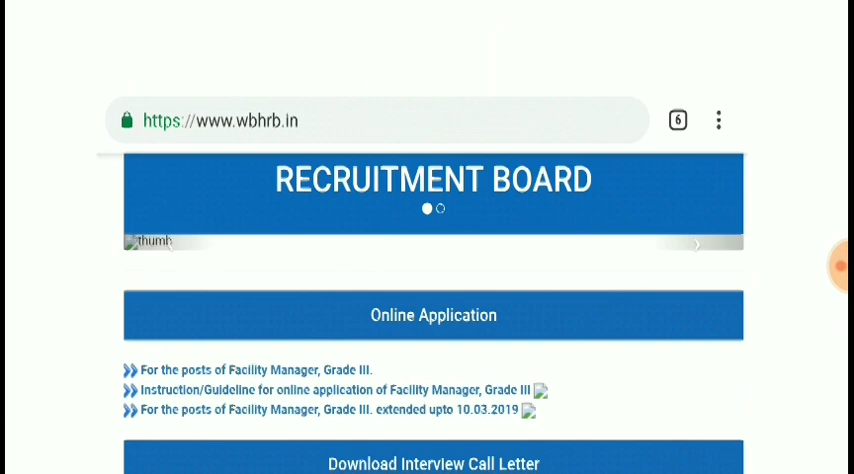 https://www.wbhrb.in
6
RECRUITMENT BOARD
thumb
Online Application
For the posts of Facility Manager, Grade III.
Instruction/Guideline for online application of Facility Manager, Grade III
For the posts of Facility Manager, Grade III. extended upto 10.03.2019
Download Interview Call Letter